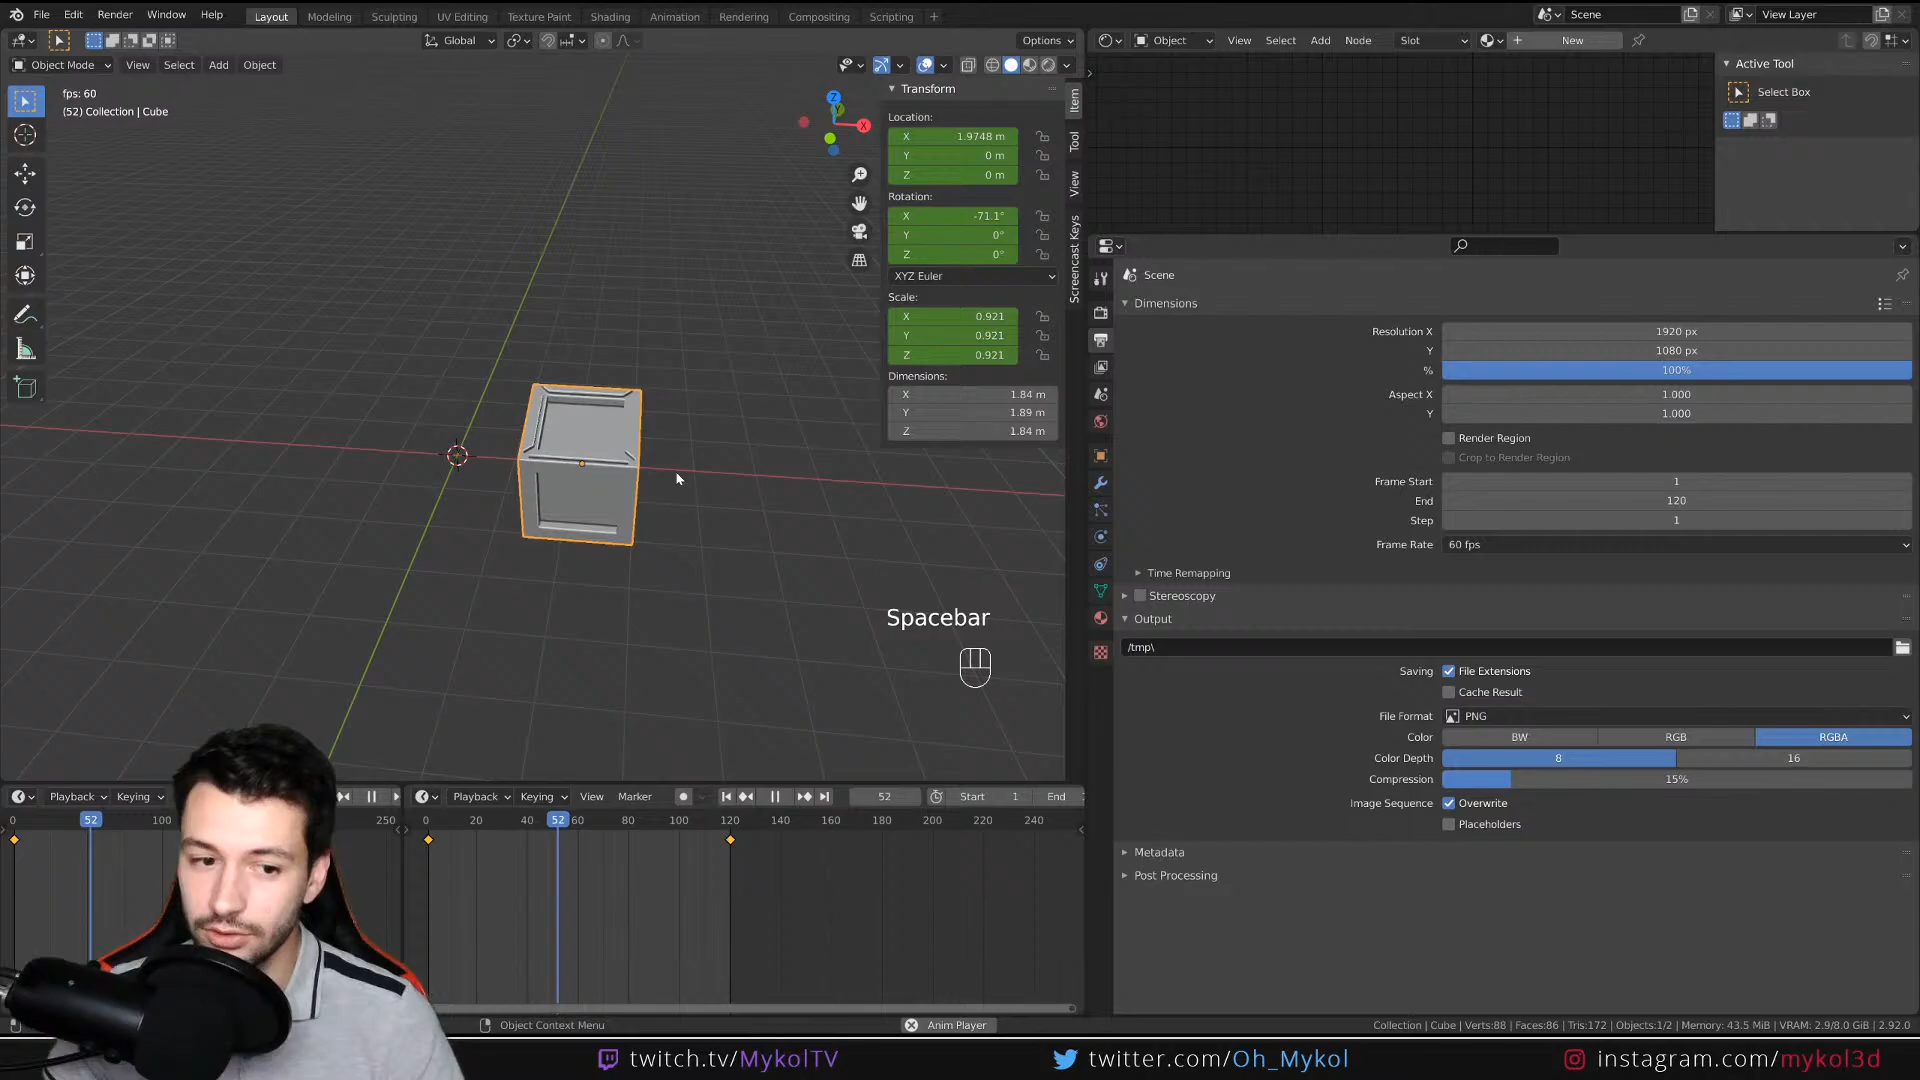 File Edit Render Window Help Layout Modeling Sculpting UV Editing Texture Paint Shading Animation Rendering Compositing Scripting + Scene View Layer
Global Options
Object View Select Add Node Slot New
Object Mode View Select Add Object
fps: 60
(52) Collection | Cube
Z
Y
X
Transform
Location:
X 1.9748 m
Y 0 m
Z 0 m
Rotation:
X -71.1°
Y 0°
Z 0°
XYZ Euler
Scale:
X 0.921
Y 0.921
Z 0.921
Dimensions:
X 1.84 m
Y 1.89 m
Z 1.84 m
Item
Tool
View
Screencast Keys
Active Tool
Select Box
Spacebar
Scene
Dimensions
Resolution X 1920 px
Y 1080 px
% 100%
Aspect X 1.000
Y 1.000
Render Region
Crop to Render Region
Frame Start 1
End 120
Step 1
Frame Rate 60 fps
Time Remapping
Stereoscopy
Output
/tmp\
Saving File Extensions
Cache Result
File Format PNG
Color BW RGB RGBA
Color Depth 8 16
Compression 15%
Image Sequence Overwrite
Placeholders
Metadata
Post Processing
Playback Keying
0 52 100 250
Playback Keying View Marker 52 Start 1 End
0 20 40 52 60 80 100 120 140 160 180 200 220 240
Object Context Menu Anim Player Collection | Cube | Verts:88 | Faces:86 | Tris:172 | Objects:1/2 | Memory: 43.5 MiB | VRAM: 2.9/8.0 GiB | 2.92.0
twitch.tv/MykolTV twitter.com/Oh_Mykol instagram.com/mykol3d